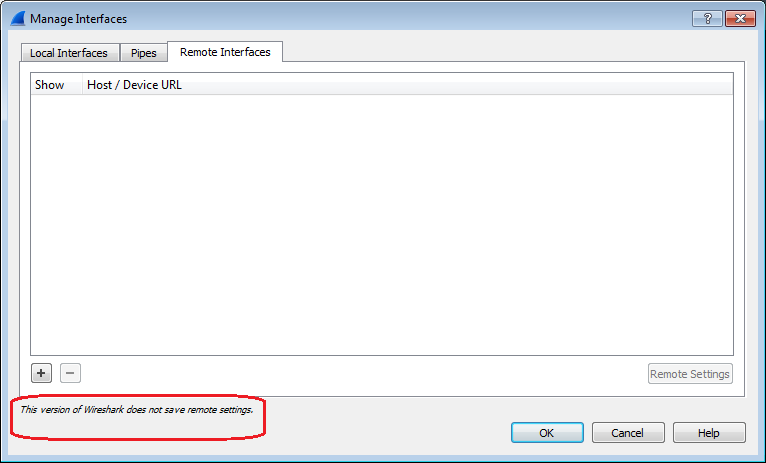 Manage Interfaces
?
Local Interfaces Pipes Remote Interfaces
Show Host / Device URL
+ − Remote Settings
This version of Wireshark does not save remote settings.
OK Cancel Help